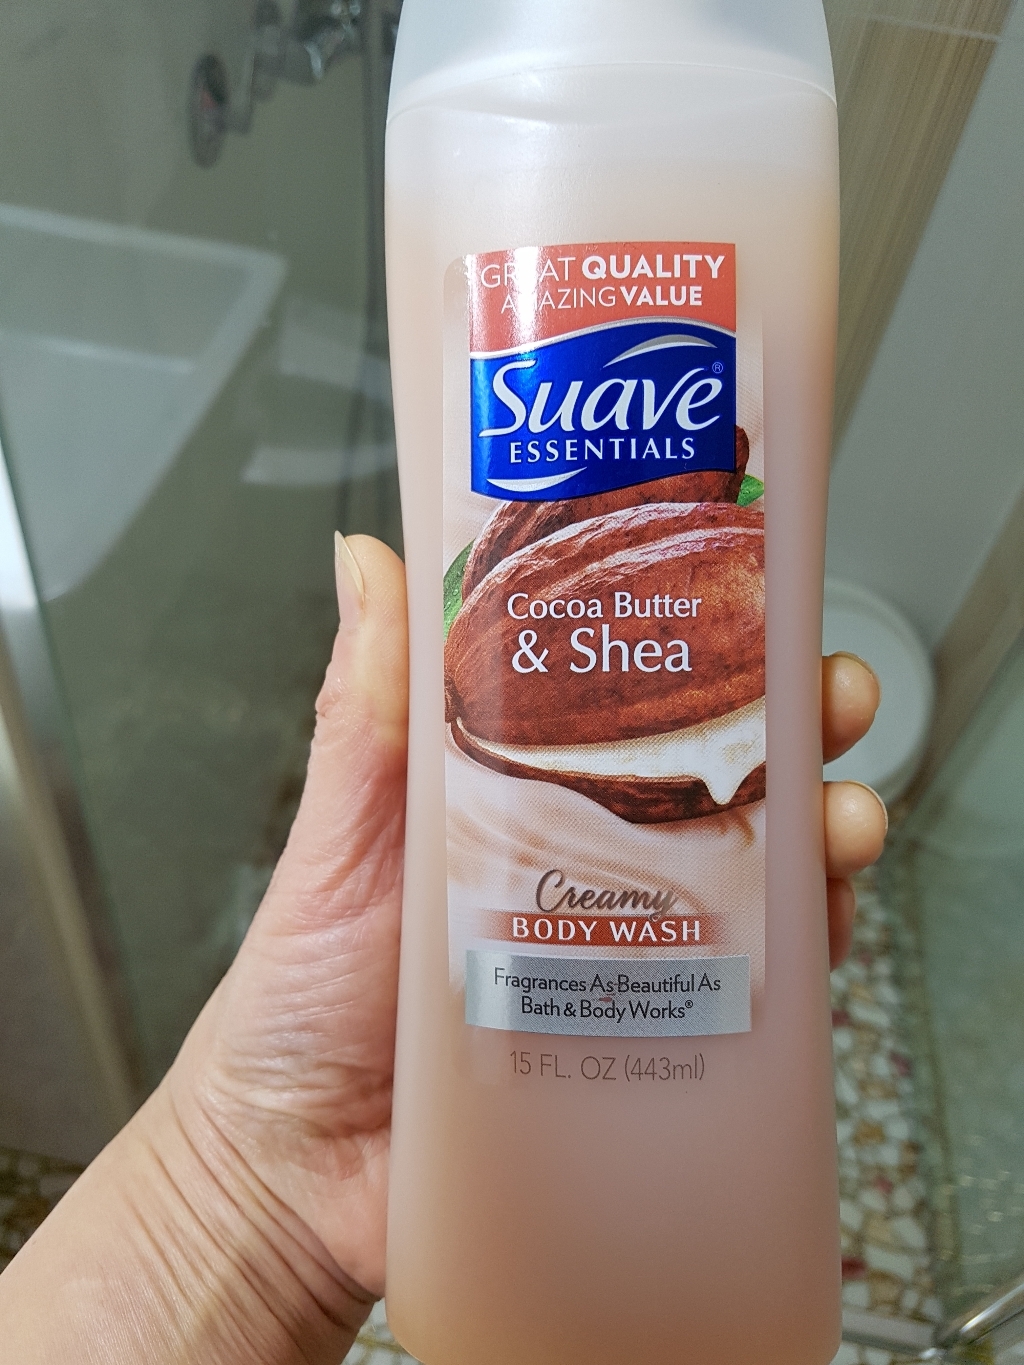 GREAT QUALITY
AMAZING VALUE
Suave®
ESSENTIALS
Cocoa Butter
& Shea
Creamy
BODY WASH
Fragrances As Beautiful As
Bath & Body Works®
15 FL. OZ (443ml)